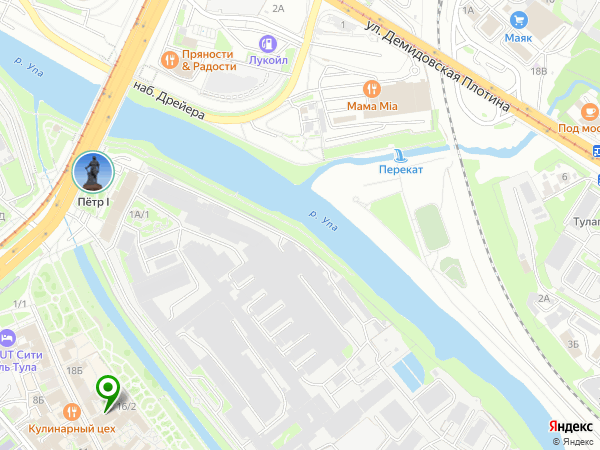 2А
1
ул. Демидовская Плотина
Маяк
18В
р. Упа
Пряности
& Радости
Лукойл
наб. Дрейера
Мама Mia
Под мос
Перекат
6
Пётр I
1А/1
р. Упа
Тулаг
Д
1/1
2А
3Б
UT Сити
ль Тула
18Б
8Б
16/2
Кулинарный цех
Яндекс
© Яндекс